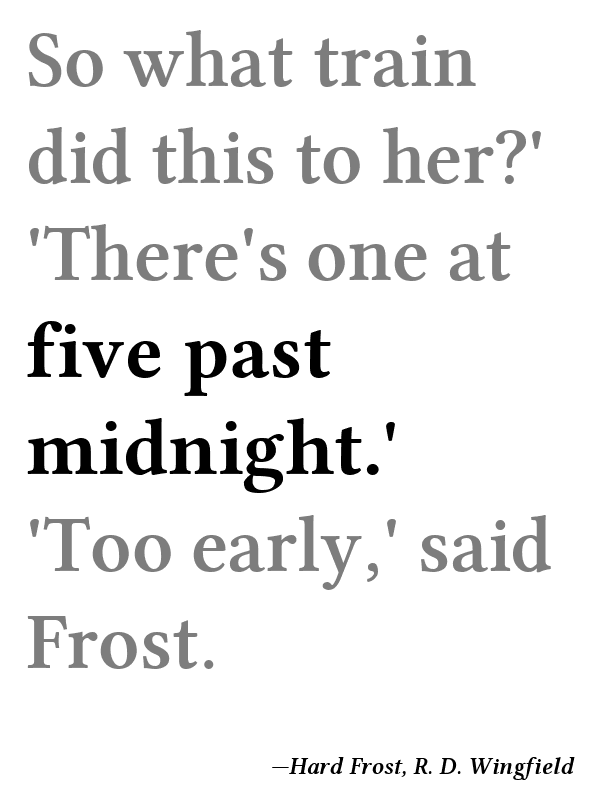 So what train
did this to her?'
'There's one at
five past
midnight.'
'Too early,' said
Frost.
—Hard Frost, R. D. Wingfield